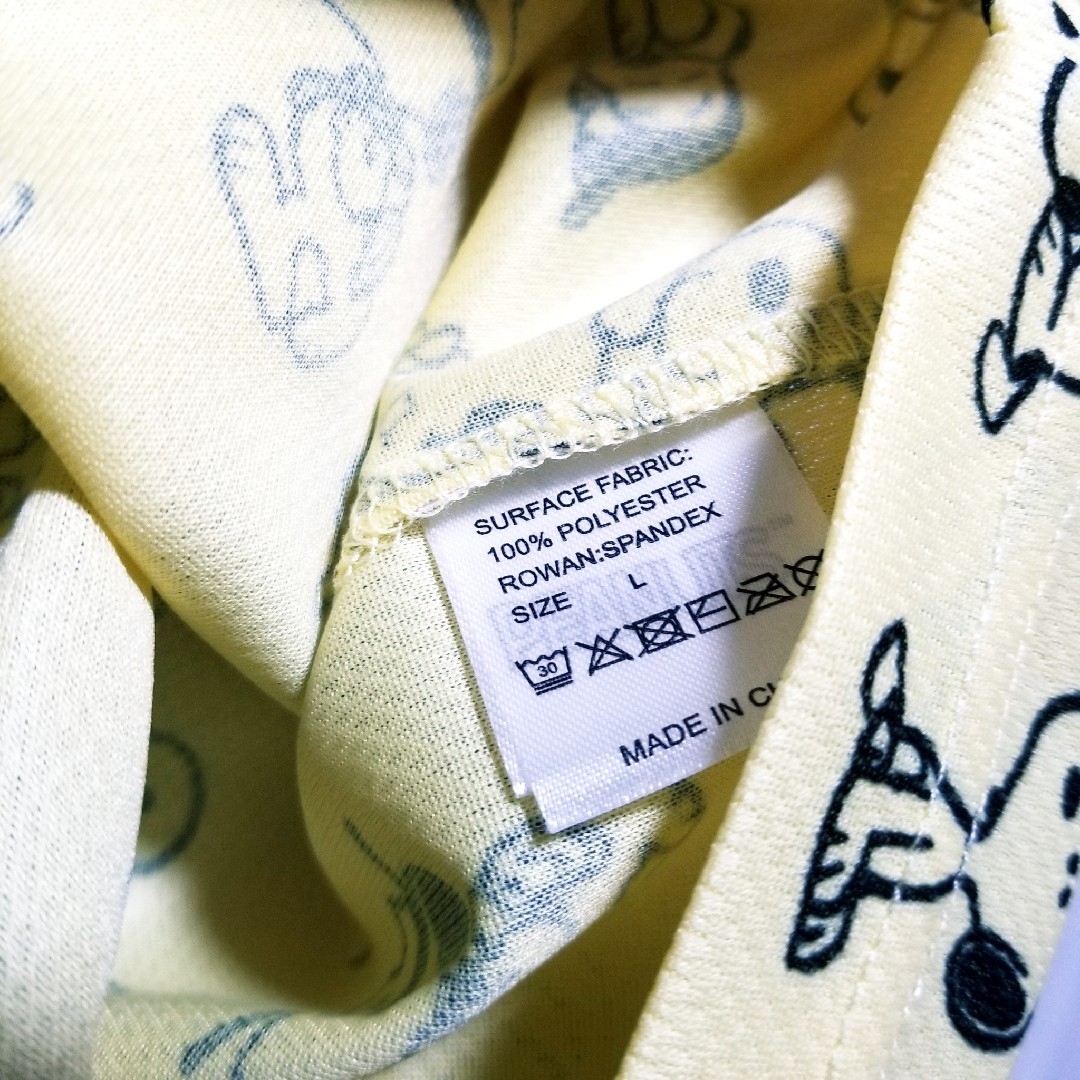 SURFACE FABRIC:
100% POLYESTER
ROWAN:SPANDEX
SIZE L
30
MADE IN